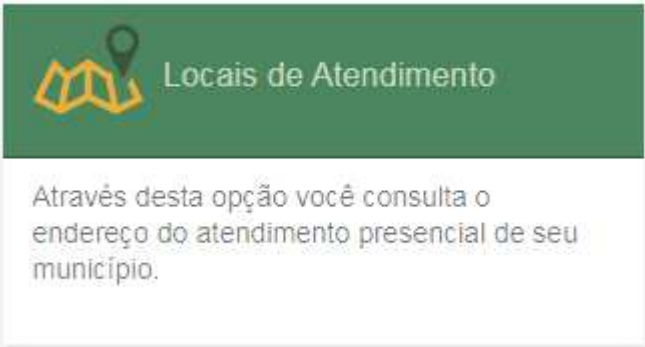 Locais de Atendimento
Através desta opção você consulta o
endereço do atendimento presencial de seu
município.